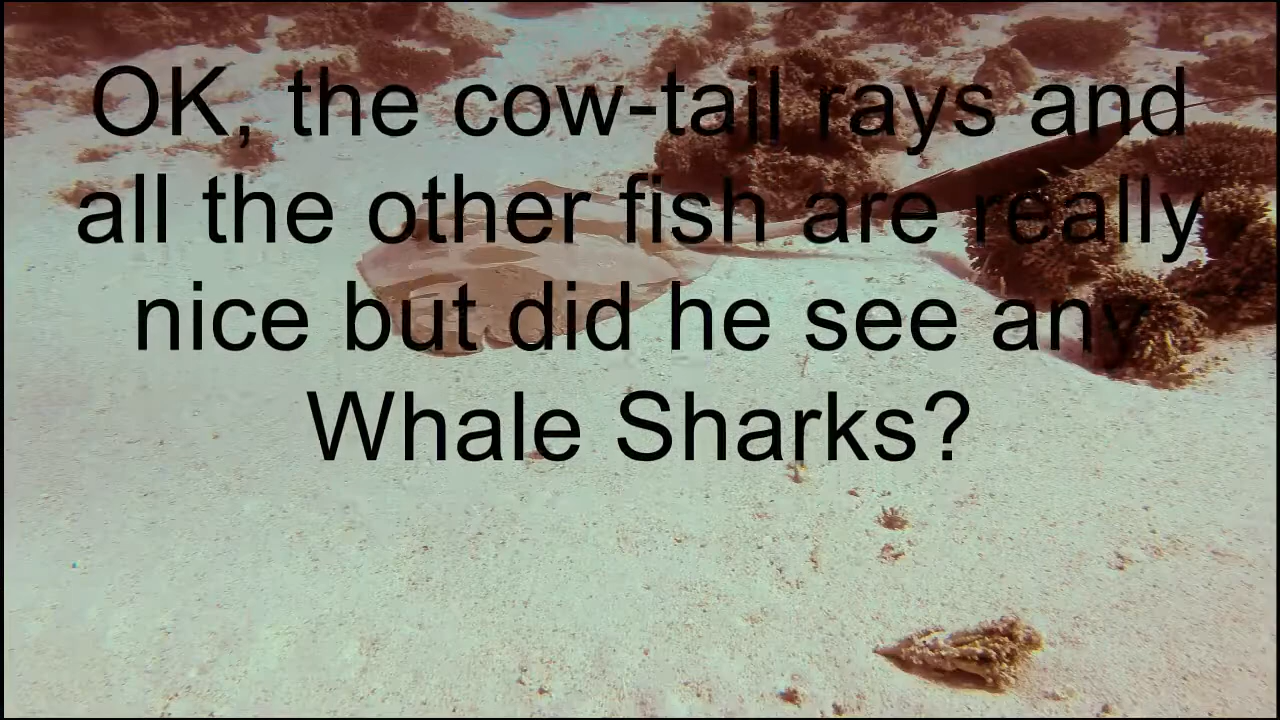 OK, the cow-tail rays and
all the other fish are really
nice but did he see any
Whale Sharks?